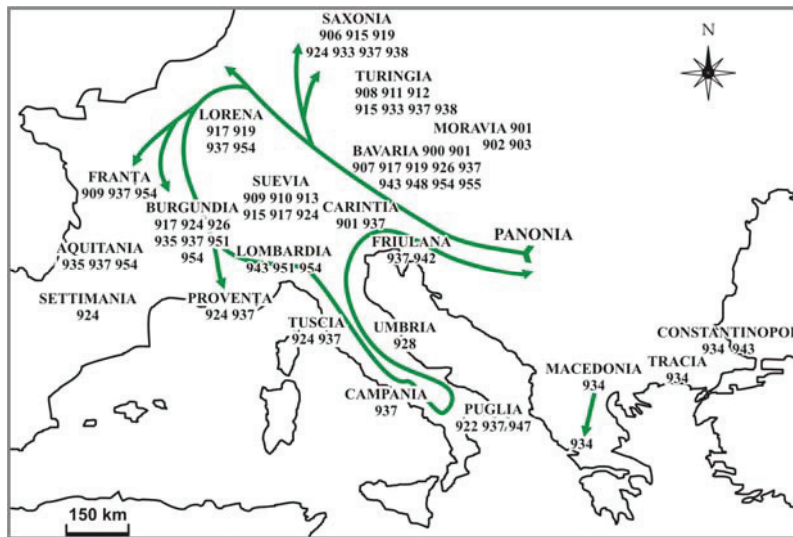 SAXONIA
906 915 919
924 933 937 938
N
TURINGIA
908 911 912
915 933 937 938
LORENA
917 919
937 954
MORAVIA 901
902 903
BAVARIA 900 901
907 917 919 926 937
943 948 954 955
FRANȚA
909 937 954
SUEVIA
909 910 913
915 917 924
CARINTIA
901 937
BURGUNDIA
917 924 926
935 937 951
954
PANONIA
FRIULANA
937 942
AQUITANIA
935 937 954
LOMBARDIA
943 951 954
SETTIMANIA
924
PROVENȚA
924 937
TUSCIA
924 937
UMBRIA
928
CONSTANTINOPOL
934 943
TRACIA
934
MACEDONIA
934
CAMPANIA
937
PUGLIA
922 937 947
934
150 km